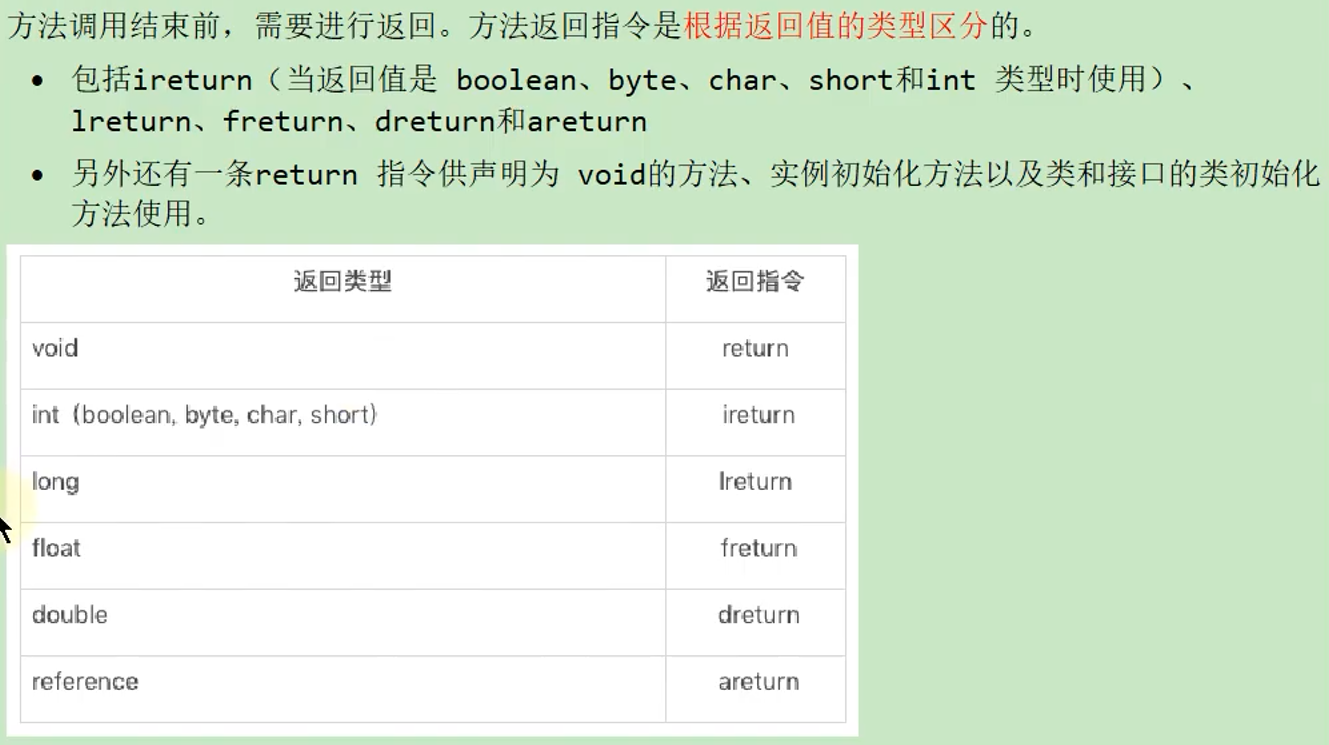 方法调用结束前，需要进行返回。方法返回指令是根据返回值的类型区分的。
• 包括ireturn（当返回值是 boolean、byte、char、short和int 类型时使用）、
lreturn、freturn、dreturn和areturn
• 另外还有一条return 指令供声明为 void的方法、实例初始化方法以及类和接口的类初始化
方法使用。
返回类型 返回指令
void return
int（boolean, byte, char, short） ireturn
long lreturn
float freturn
double dreturn
reference areturn